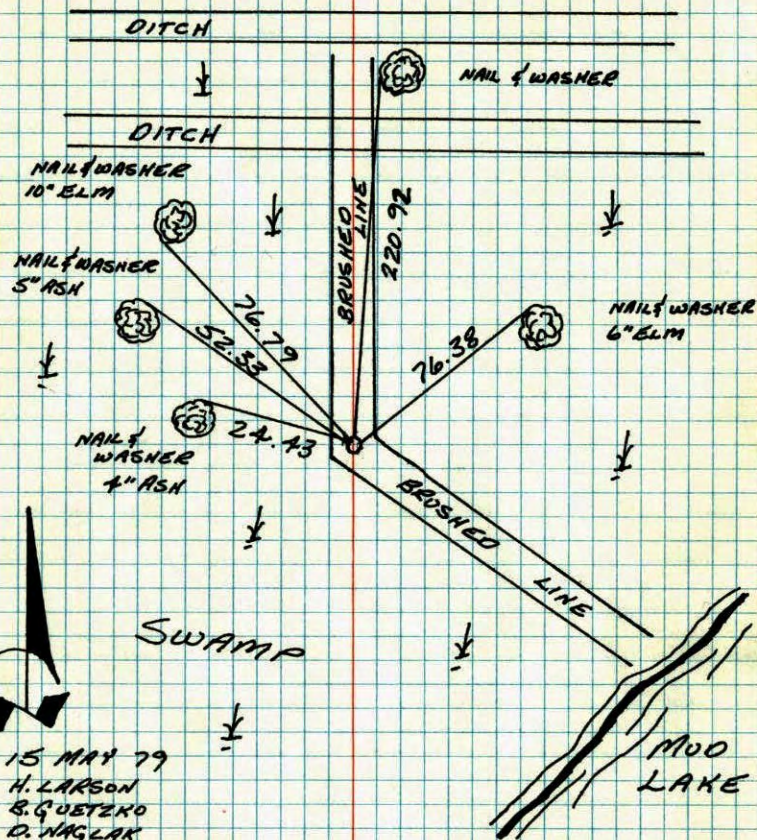 DITCH
NAIL & WASHER
DITCH
NAIL & WASHER
10" ELM
BRUSHED
LINE
220.92
NAIL & WASHER
5" ASH
76.79
52.33
76.38
NAIL & WASHER
6" ELM
NAIL &
WASHER
4" ASH
24.43
BRUSHED LINE
SWAMP
MUD
LAKE
15 MAY 79
H. LARSON
B. GUETZKO
D. NAGLAK